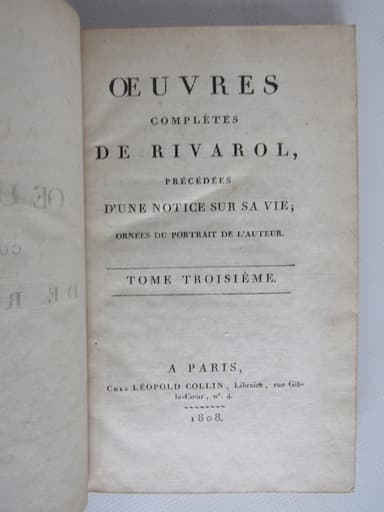 ŒUVRES
COMPLÈTES
DE RIVAROL,
PRÉCÉDÉES
D'UNE NOTICE SUR SA VIE;
ORNÉES DU PORTRAIT DE L'AUTEUR.
TOME TROISIÉME.
A PARIS,
CHEZ LÉOPOLD COLLIN, Libraire, rue Gît-
le-Cœur, n°. 4.
1808.